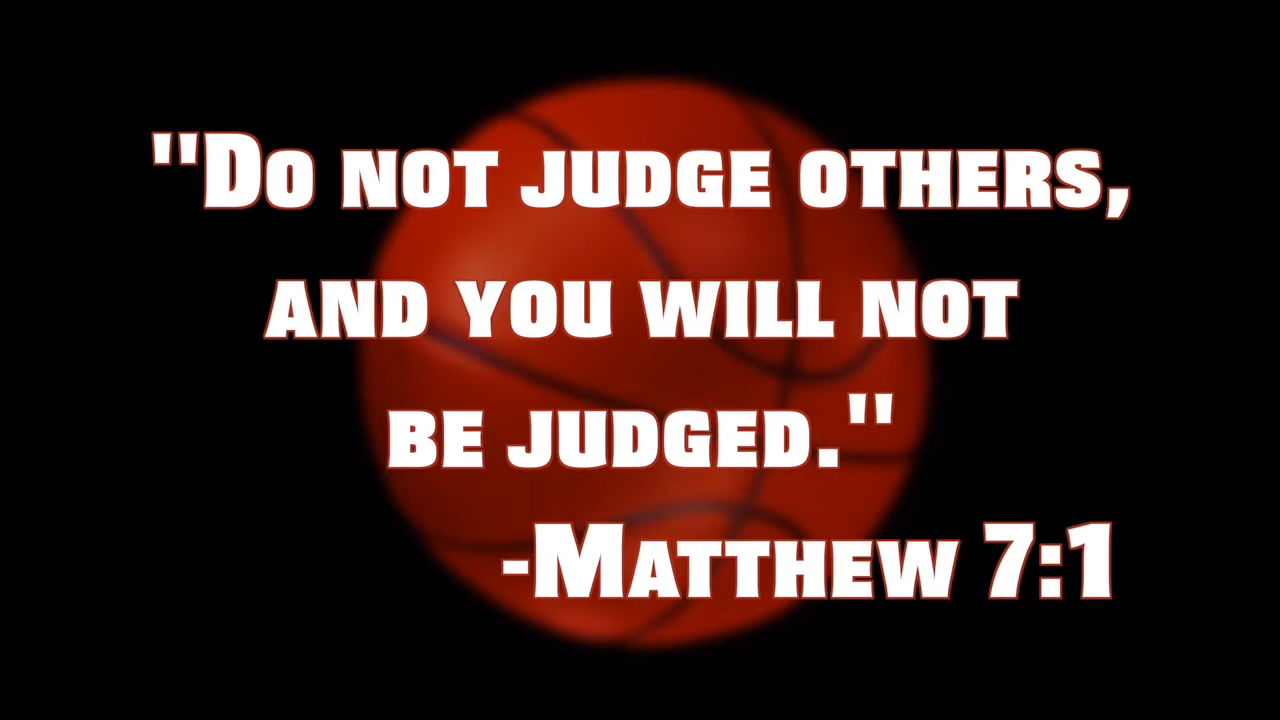 "Do not judge others,
and you will not
be judged."
-Matthew 7:1